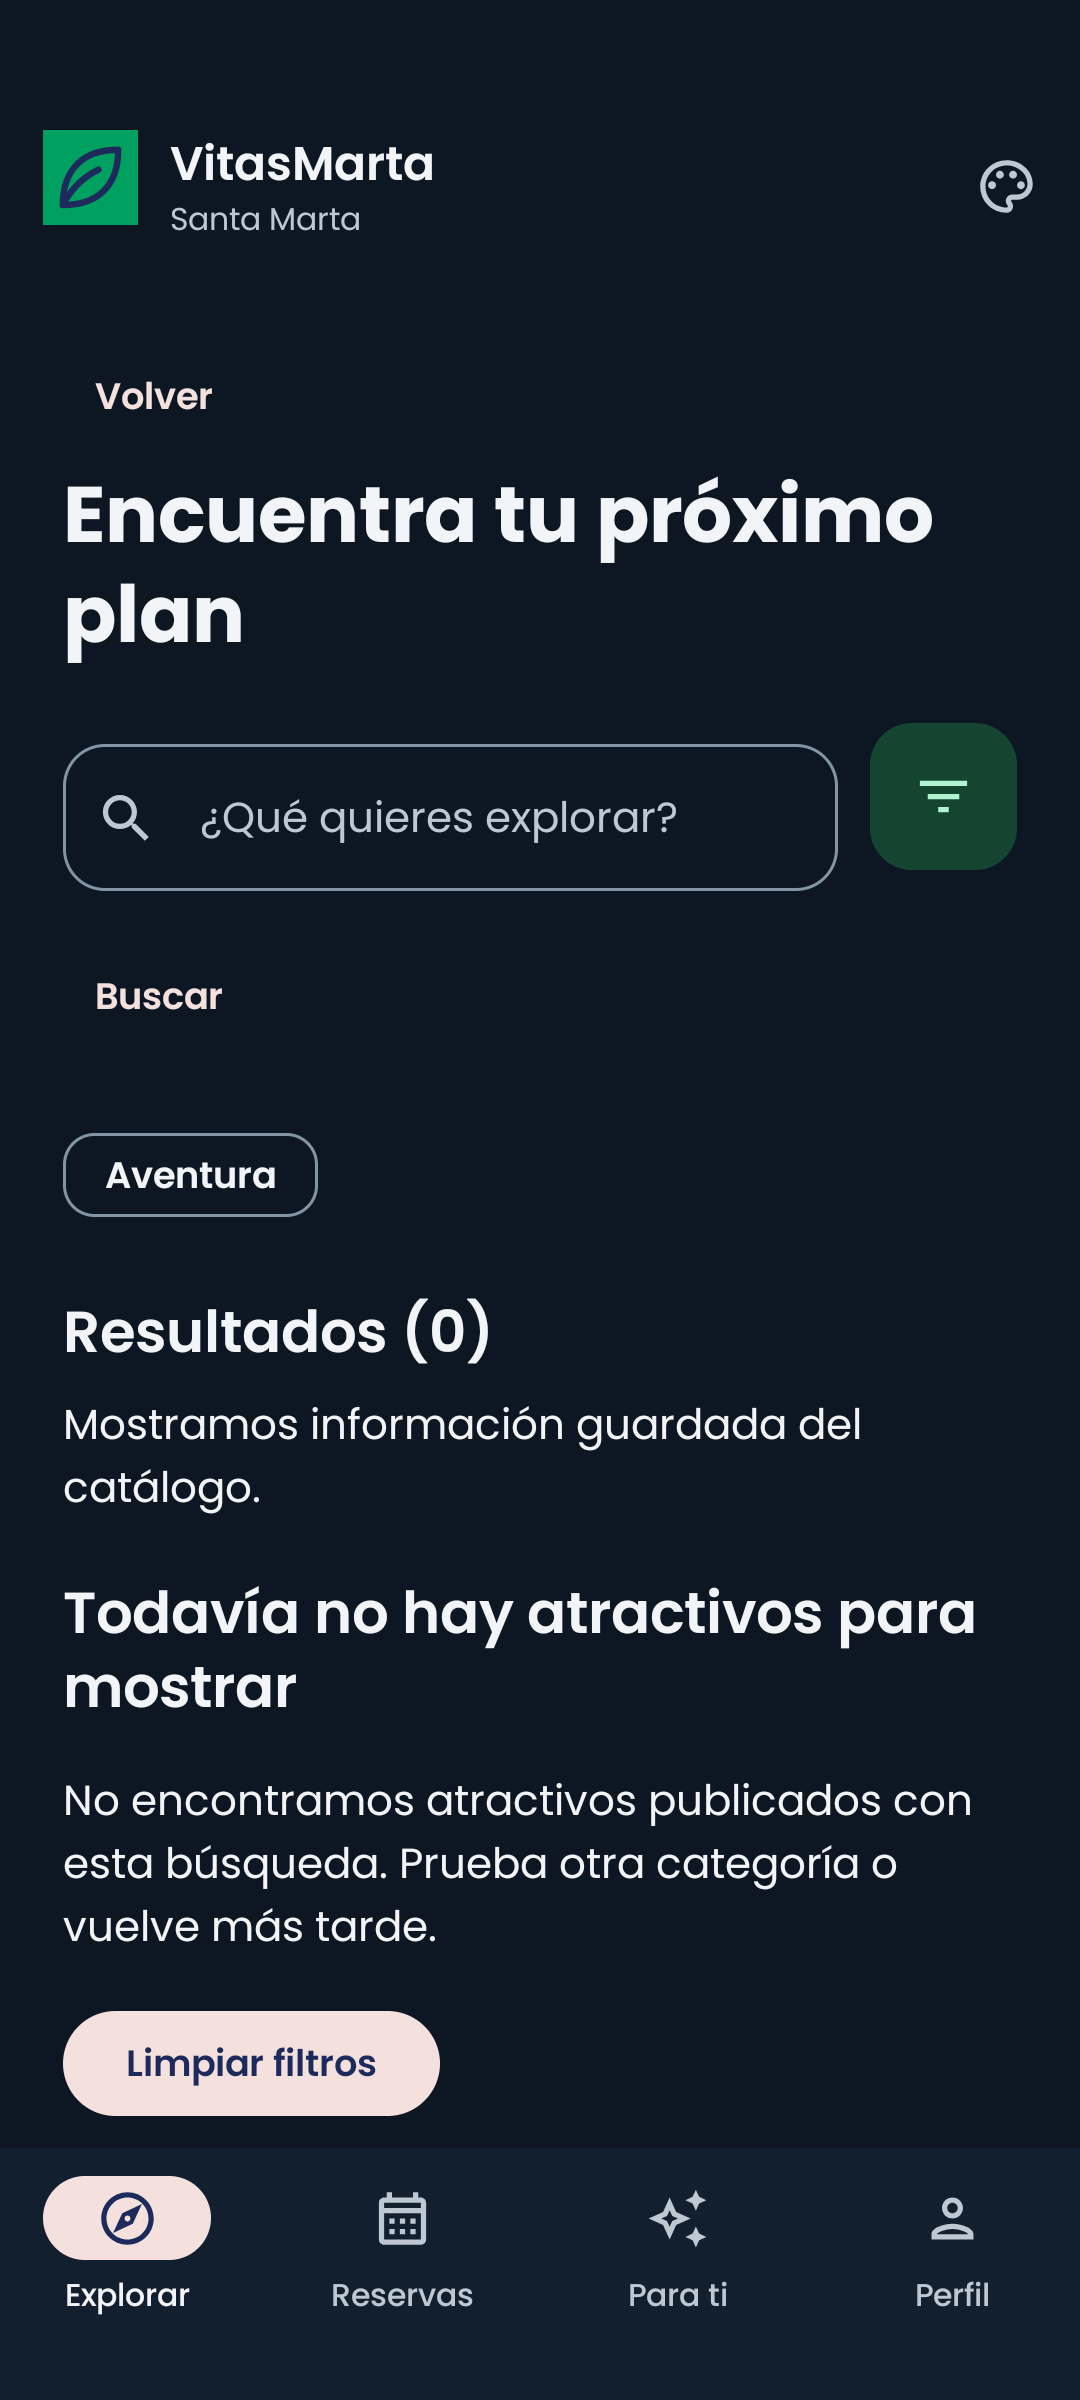 VitasMarta
Santa Marta
Volver
Encuentra tu próximo
plan
¿Qué quieres explorar?
Buscar
Aventura
Resultados (0)
Mostramos información guardada del
catálogo.
Todavía no hay atractivos para
mostrar
No encontramos atractivos publicados con
esta búsqueda. Prueba otra categoría o
vuelve más tarde.
Limpiar filtros
Explorar
Reservas
Para ti
Perfil